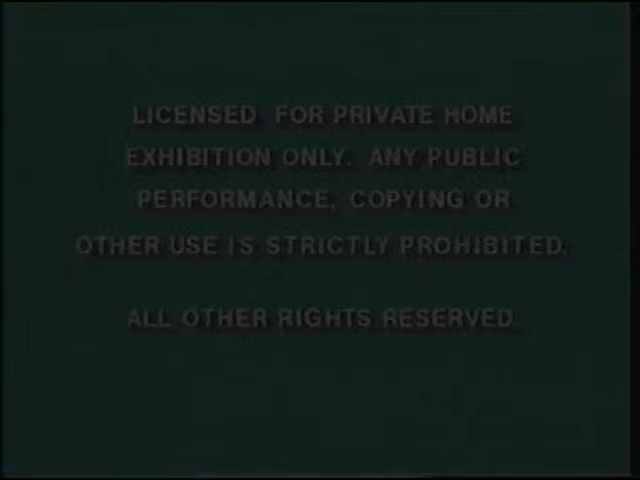 LICENSED FOR PRIVATE HOME
EXHIBITION ONLY. ANY PUBLIC
PERFORMANCE, COPYING OR
OTHER USE IS STRICTLY PROHIBITED.
ALL OTHER RIGHTS RESERVED